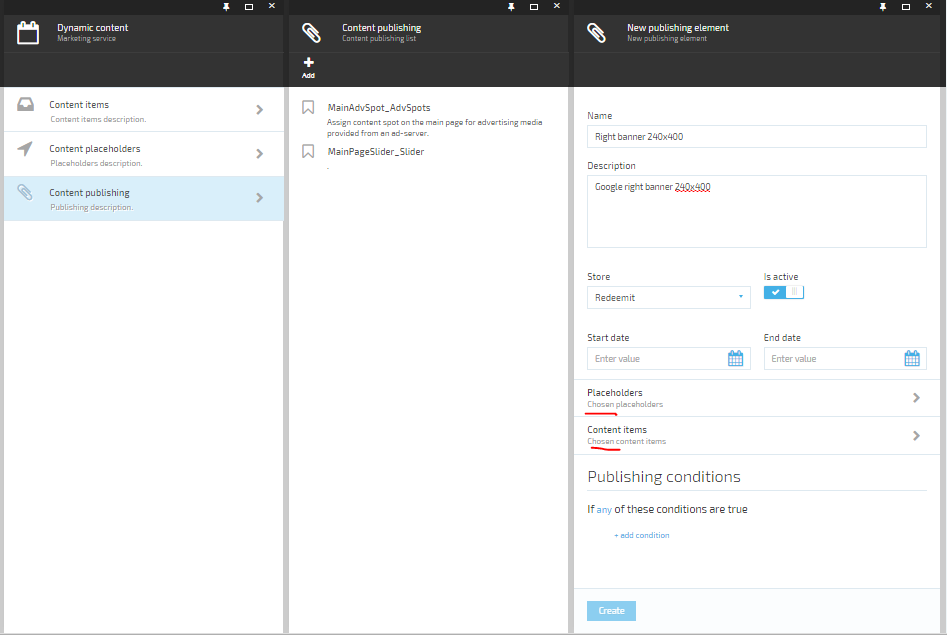 Dynamic content
Marketing service
Content items
Content items description.
Content placeholders
Placeholders description.
Content publishing
Publishing description.
Content publishing
Content publishing list
Add
MainAdvSpot_AdvSpots
Assign content spot on the main page for advertising media
provided from an ad-server.
MainPageSlider_Slider
.
New publishing element
New publishing element
Name
Right banner 240x400
Description
Google right banner 240x400
Store
Is active
Redeemit
Start date
End date
Enter value
Enter value
Placeholders
Chosen placeholders
Content items
Chosen content items
Publishing conditions
If any of these conditions are true
+ add condition
Create